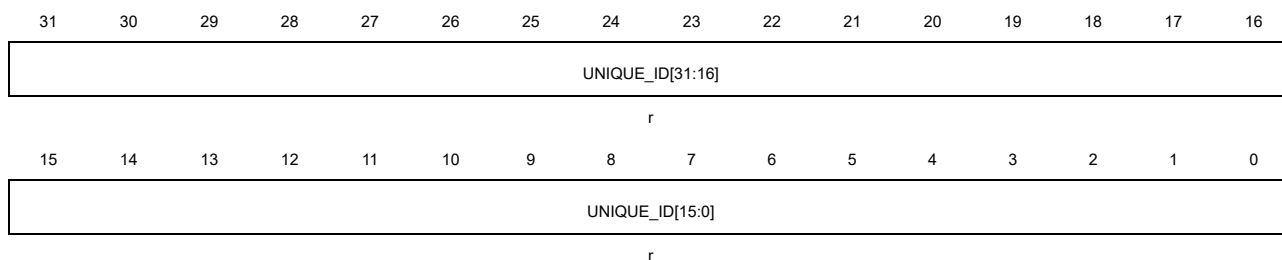 31 30 29 28 27 26 25 24 23 22 21 20 19 18 17 16
UNIQUE_ID[31:16]
r
15 14 13 12 11 10 9 8 7 6 5 4 3 2 1 0
UNIQUE_ID[15:0]
r